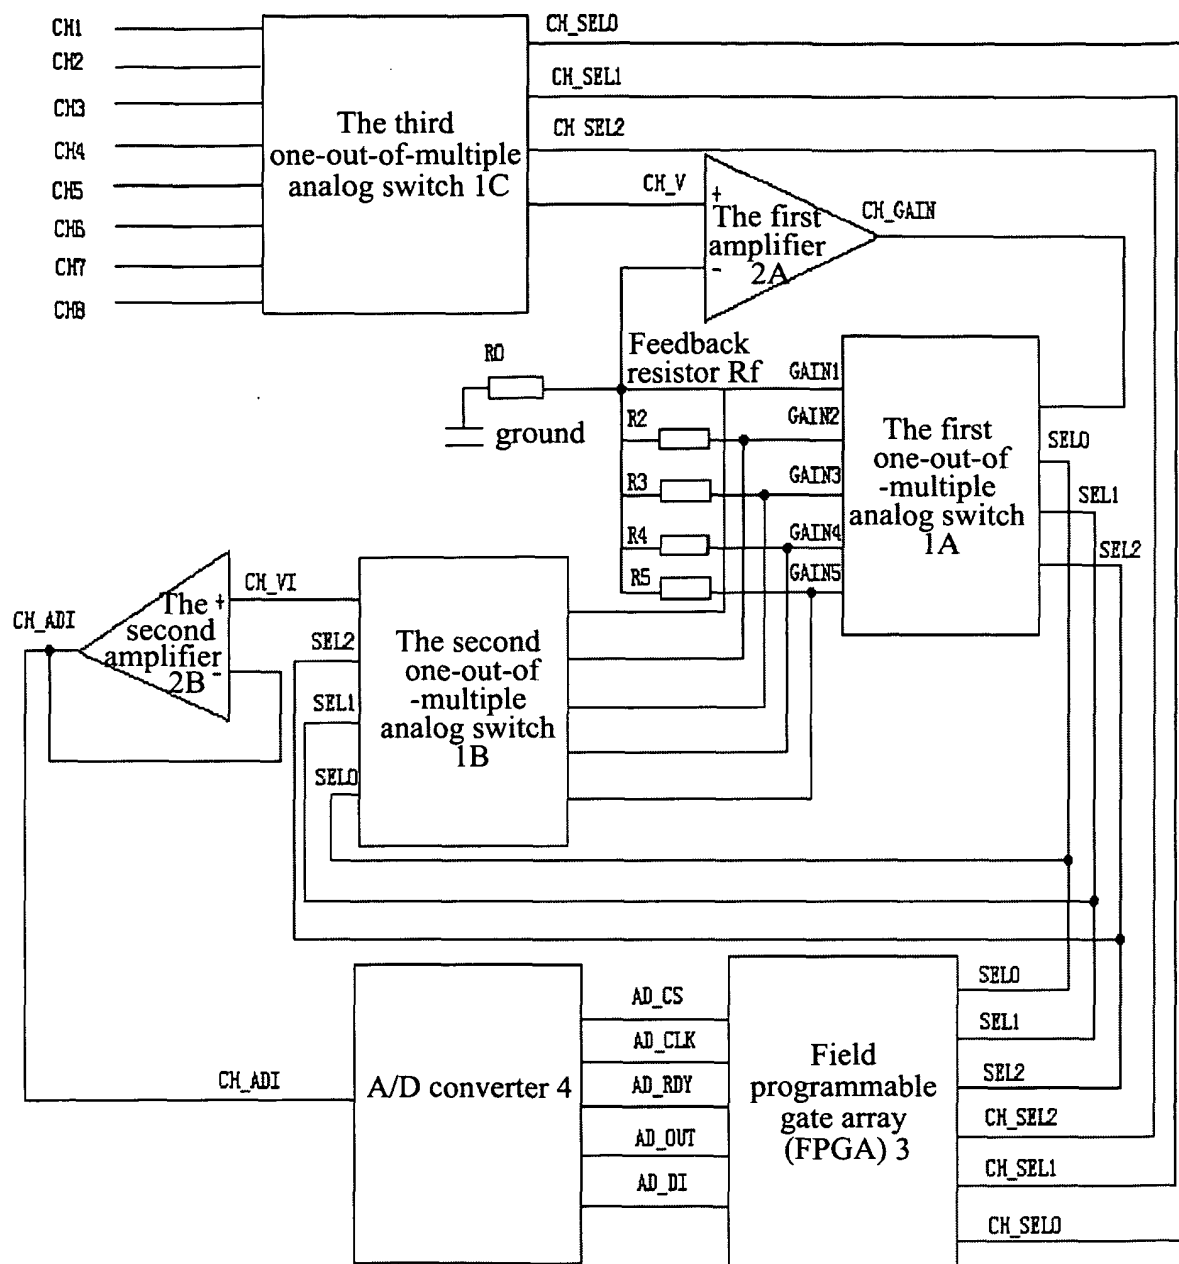 CH1
CH2
CH3
CH4
CH5
CH6
CH7
CH8
The third
one-out-of-multiple
analog switch 1C
CH_SEL0
CH_SEL1
CH SEL2
CH_V
+
-
The first
amplifier
2A
CH_GAIN
R0
ground
Feedback
resistor Rf
R2
R3
R4
R5
GAIN1
GAIN2
GAIN3
GAIN4
GAIN5
The first
one-out-of
-multiple
analog switch
1A
SEL0
SEL1
SEL2
CH_ADI
The
second
amplifier
2B
+
-
CH_VI
SEL2
SEL1
SEL0
The second
one-out-of
-multiple
analog switch
1B
CH_ADI
A/D converter 4
AD_CS
AD_CLK
AD_RDY
AD_OUT
AD_DI
Field
programmable
gate array
(FPGA) 3
SEL0
SEL1
SEL2
CH_SEL2
CH_SEL1
CH_SEL0